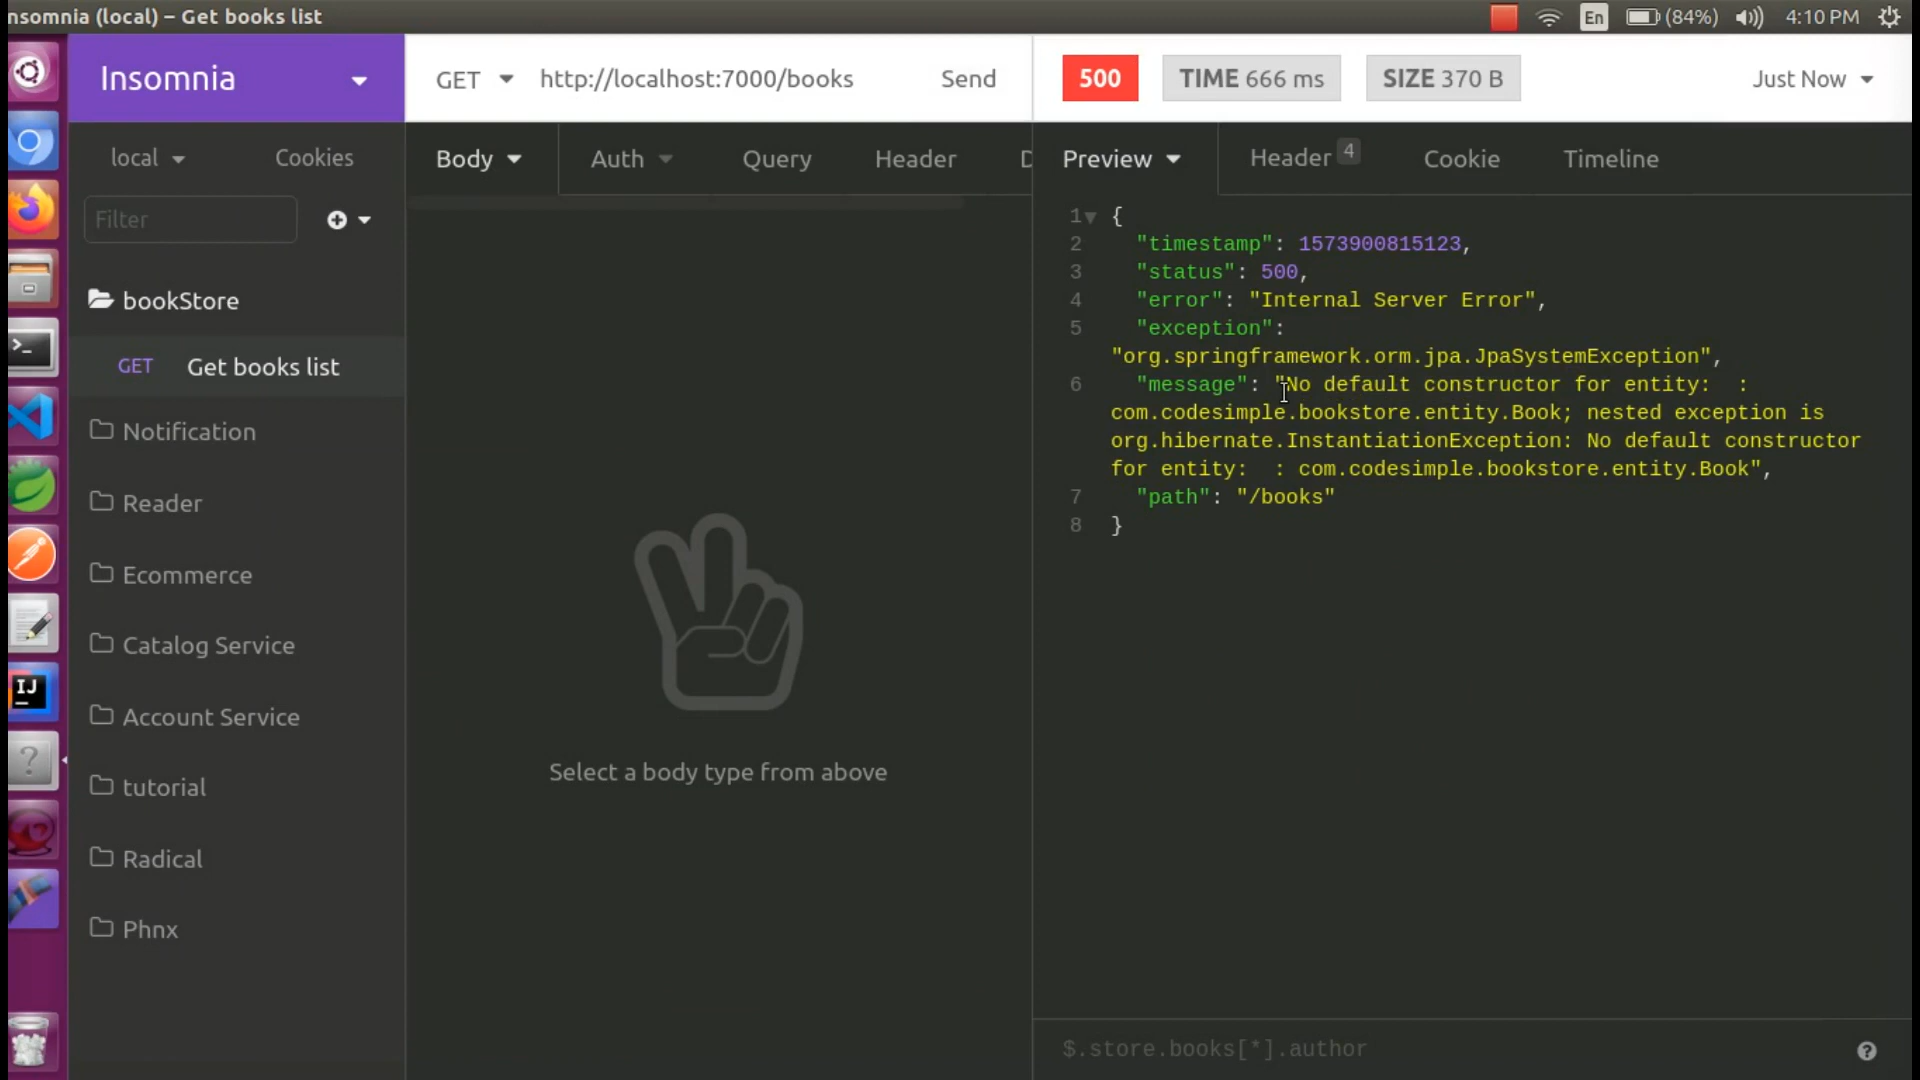 nsomnia (local) – Get books list
En
(84%)
4:10 PM
Insomnia
GET
http://localhost:7000/books
Send
500
TIME 666 ms
SIZE 370 B
Just Now
local
Cookies
Body
Auth
Query
Header
D
Preview
Header 4
Cookie
Timeline
Filter
bookStore
GET Get books list
Notification
Reader
Ecommerce
Catalog Service
Account Service
tutorial
Radical
Phnx
Select a body type from above
1 {
2 "timestamp": 1573900815123,
3 "status": 500,
4 "error": "Internal Server Error",
5 "exception":
"org.springframework.orm.jpa.JpaSystemException",
6 "message": "No default constructor for entity:  :
com.codesimple.bookstore.entity.Book; nested exception is
org.hibernate.InstantiationException: No default constructor
for entity:  : com.codesimple.bookstore.entity.Book",
7 "path": "/books"
8 }
$.store.books[*].author
?
>_
IJ
?